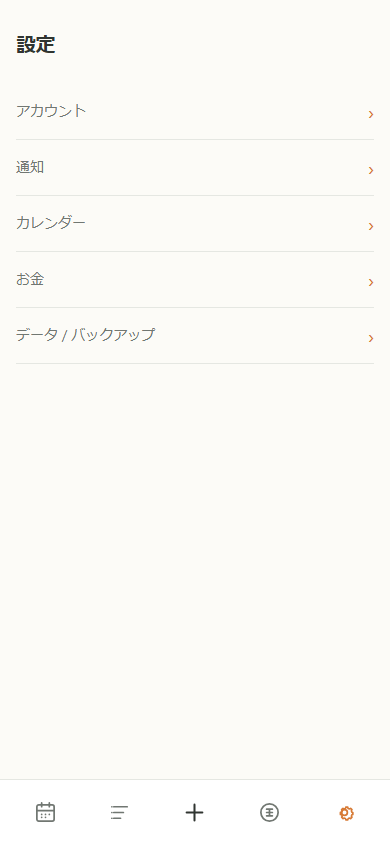 設定
アカウント
通知
カレンダー
お金
データ / バックアップ